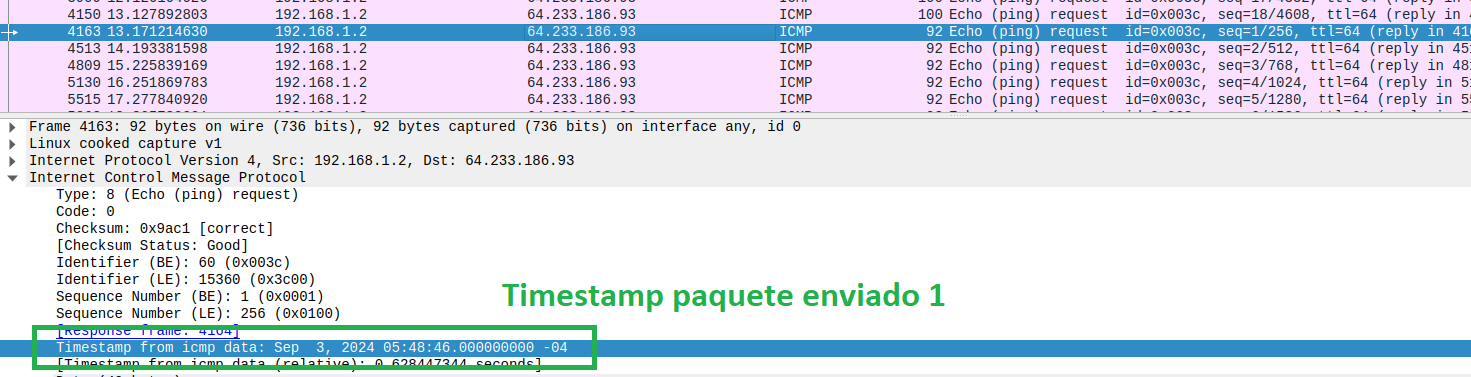 4150 13.127892803 192.168.1.2 64.233.186.93 ICMP 100 Echo (ping) request id=0x003c, seq=18/4608, ttl=64 (reply in 4
4163 13.171214630 192.168.1.2 64.233.186.93 ICMP 92 Echo (ping) request id=0x003c, seq=1/256, ttl=64 (reply in 416
4513 14.193381598 192.168.1.2 64.233.186.93 ICMP 92 Echo (ping) request id=0x003c, seq=2/512, ttl=64 (reply in 451
4809 15.225839169 192.168.1.2 64.233.186.93 ICMP 92 Echo (ping) request id=0x003c, seq=3/768, ttl=64 (reply in 481
5130 16.251869783 192.168.1.2 64.233.186.93 ICMP 92 Echo (ping) request id=0x003c, seq=4/1024, ttl=64 (reply in 5
5515 17.277840920 192.168.1.2 64.233.186.93 ICMP 92 Echo (ping) request id=0x003c, seq=5/1280, ttl=64 (reply in 55
Frame 4163: 92 bytes on wire (736 bits), 92 bytes captured (736 bits) on interface any, id 0
Linux cooked capture v1
Internet Protocol Version 4, Src: 192.168.1.2, Dst: 64.233.186.93
Internet Control Message Protocol
Type: 8 (Echo (ping) request)
Code: 0
Checksum: 0x9ac1 [correct]
[Checksum Status: Good]
Identifier (BE): 60 (0x003c)
Identifier (LE): 15360 (0x3c00)
Sequence Number (BE): 1 (0x0001)
Timestamp paquete enviado 1
Sequence Number (LE): 256 (0x0100)
[Response frame: 4164]
Timestamp from icmp data: Sep 3, 2024 05:48:46.000000000 -04
[Timestamp from icmp data (relative): 0.628447344 seconds]